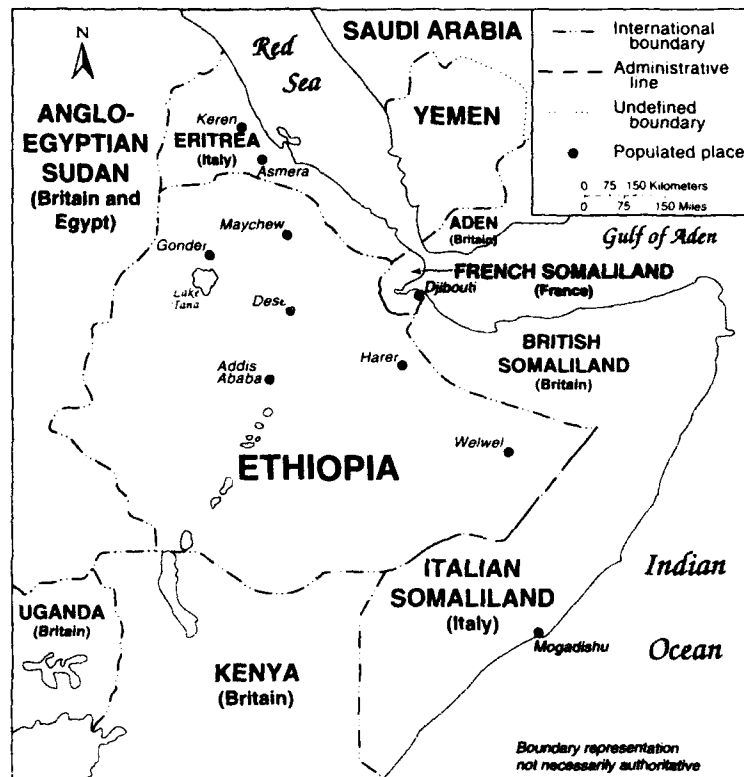 N
Red
Sea
SAUDI ARABIA
International
boundary
Administrative
line
Undefined
boundary
Populated place
0 75 150 Kilometers
0 75 150 Miles
ANGLO-
EGYPTIAN
SUDAN
(Britain and
Egypt)
Keren
ERITREA
(Italy)
Asmera
YEMEN
ADEN
(Britain)
Gulf of Aden
Maychew
Gonder
Lake
Tana
Dese
FRENCH SOMALILAND
(France)
Djibouti
BRITISH
SOMALILAND
(Britain)
Harer
Addis
Ababa
Welwel
ETHIOPIA
ITALIAN
SOMALILAND
(Italy)
Indian
Ocean
UGANDA
(Britain)
Mogadishu
KENYA
(Britain)
Boundary representation
not necessarily authoritative